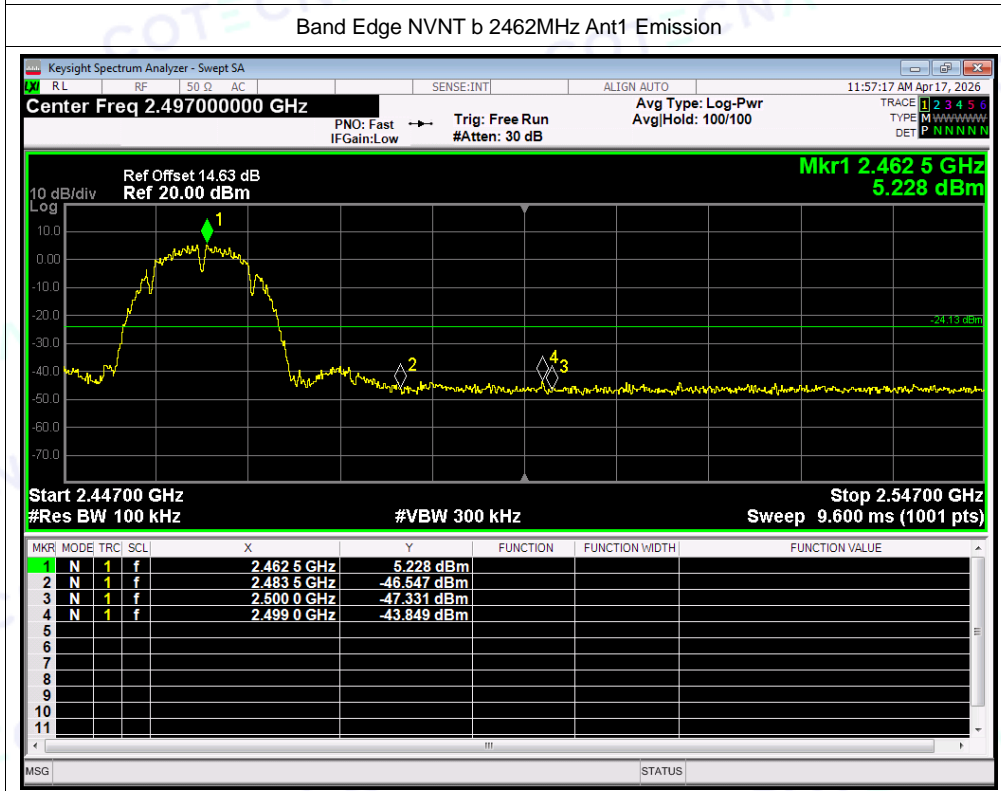 Band Edge NVNT b 2462MHz Ant1 Emission
Keysight Spectrum Analyzer - Swept SA
LXI RL RF 50 Ω AC SENSE:INT ALIGN AUTO 11:57:17 AM Apr 17, 2026
Center Freq 2.497000000 GHz
PNO: Fast
IFGain:Low
Trig: Free Run
#Atten: 30 dB
Avg Type: Log-Pwr
Avg|Hold: 100/100
TRACE 1 2 3 4 5 6
TYPE M W W W W W
DET P N N N N N
Mkr1 2.462 5 GHz
5.228 dBm
Ref Offset 14.63 dB
10 dB/div Ref 20.00 dBm
Log
10.0
0.00
-10.0
-20.0
-30.0
-40.0
-50.0
-60.0
-70.0
1
2
4
3
-24.13 dBm
Start 2.44700 GHz Stop 2.54700 GHz
#Res BW 100 kHz #VBW 300 kHz Sweep 9.600 ms (1001 pts)
MKR MODE TRC SCL X Y FUNCTION FUNCTION WIDTH FUNCTION VALUE
1 N 1 f 2.462 5 GHz 5.228 dBm
2 N 1 f 2.483 5 GHz -46.547 dBm
3 N 1 f 2.500 0 GHz -47.331 dBm
4 N 1 f 2.499 0 GHz -43.849 dBm
5
6
7
8
9
10
11
MSG STATUS
COTECNA